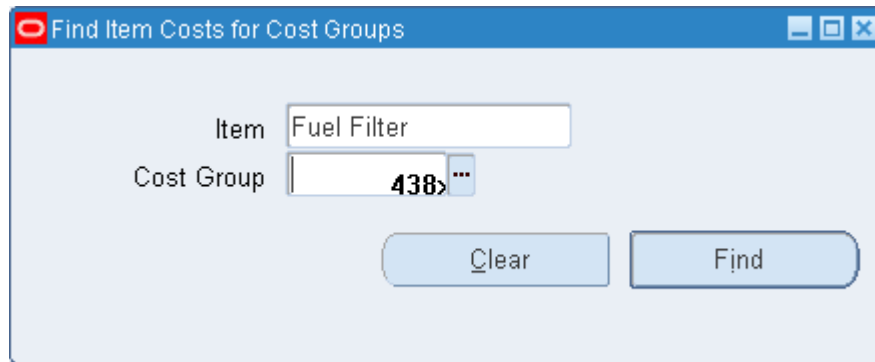 Find Item Costs for Cost Groups
Item Fuel Filter
Cost Group 438> ...
Clear Find